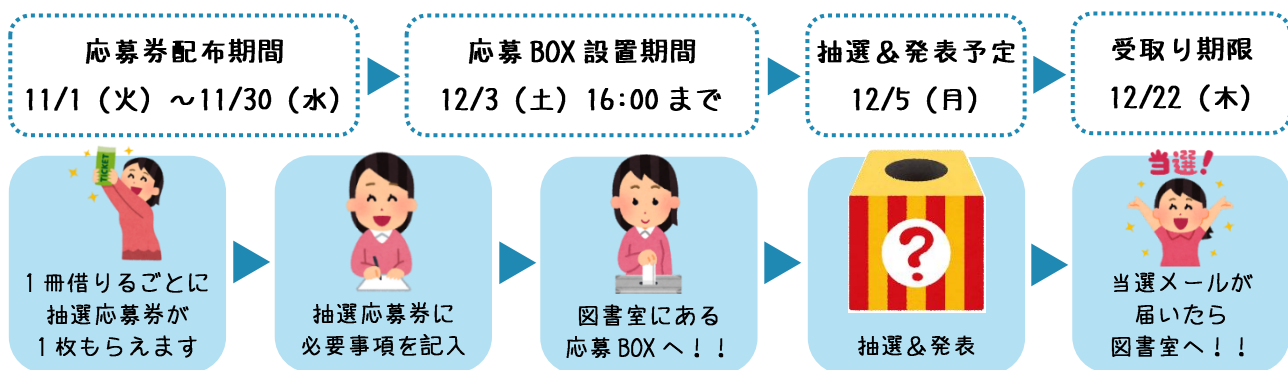 応募券配布期間
11/1（火）～11/30（水）
応募BOX設置期間
12/3（土）16:00まで
抽選＆発表予定
12/5（月）
受取り期限
12/22（木）
TICKET
1冊借りるごとに
抽選応募券が
1枚もらえます
抽選応募券に
必要事項を記入
図書室にある
応募BOXへ！！
?
抽選＆発表
当選！
当選メールが
届いたら
図書室へ！！